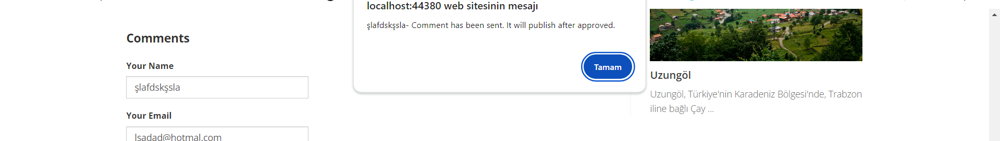 localhost:44380 web sitesinin mesajı
şlafdskşsla- Comment has been sent. It will publish after approved.
Tamam
Comments
Your Name
şlafdskşsla
Your Email
lsadad@hotmal.com
Uzungöl
Uzungöl, Türkiye'nin Karadeniz Bölgesi'nde, Trabzon
iline bağlı Çay ...